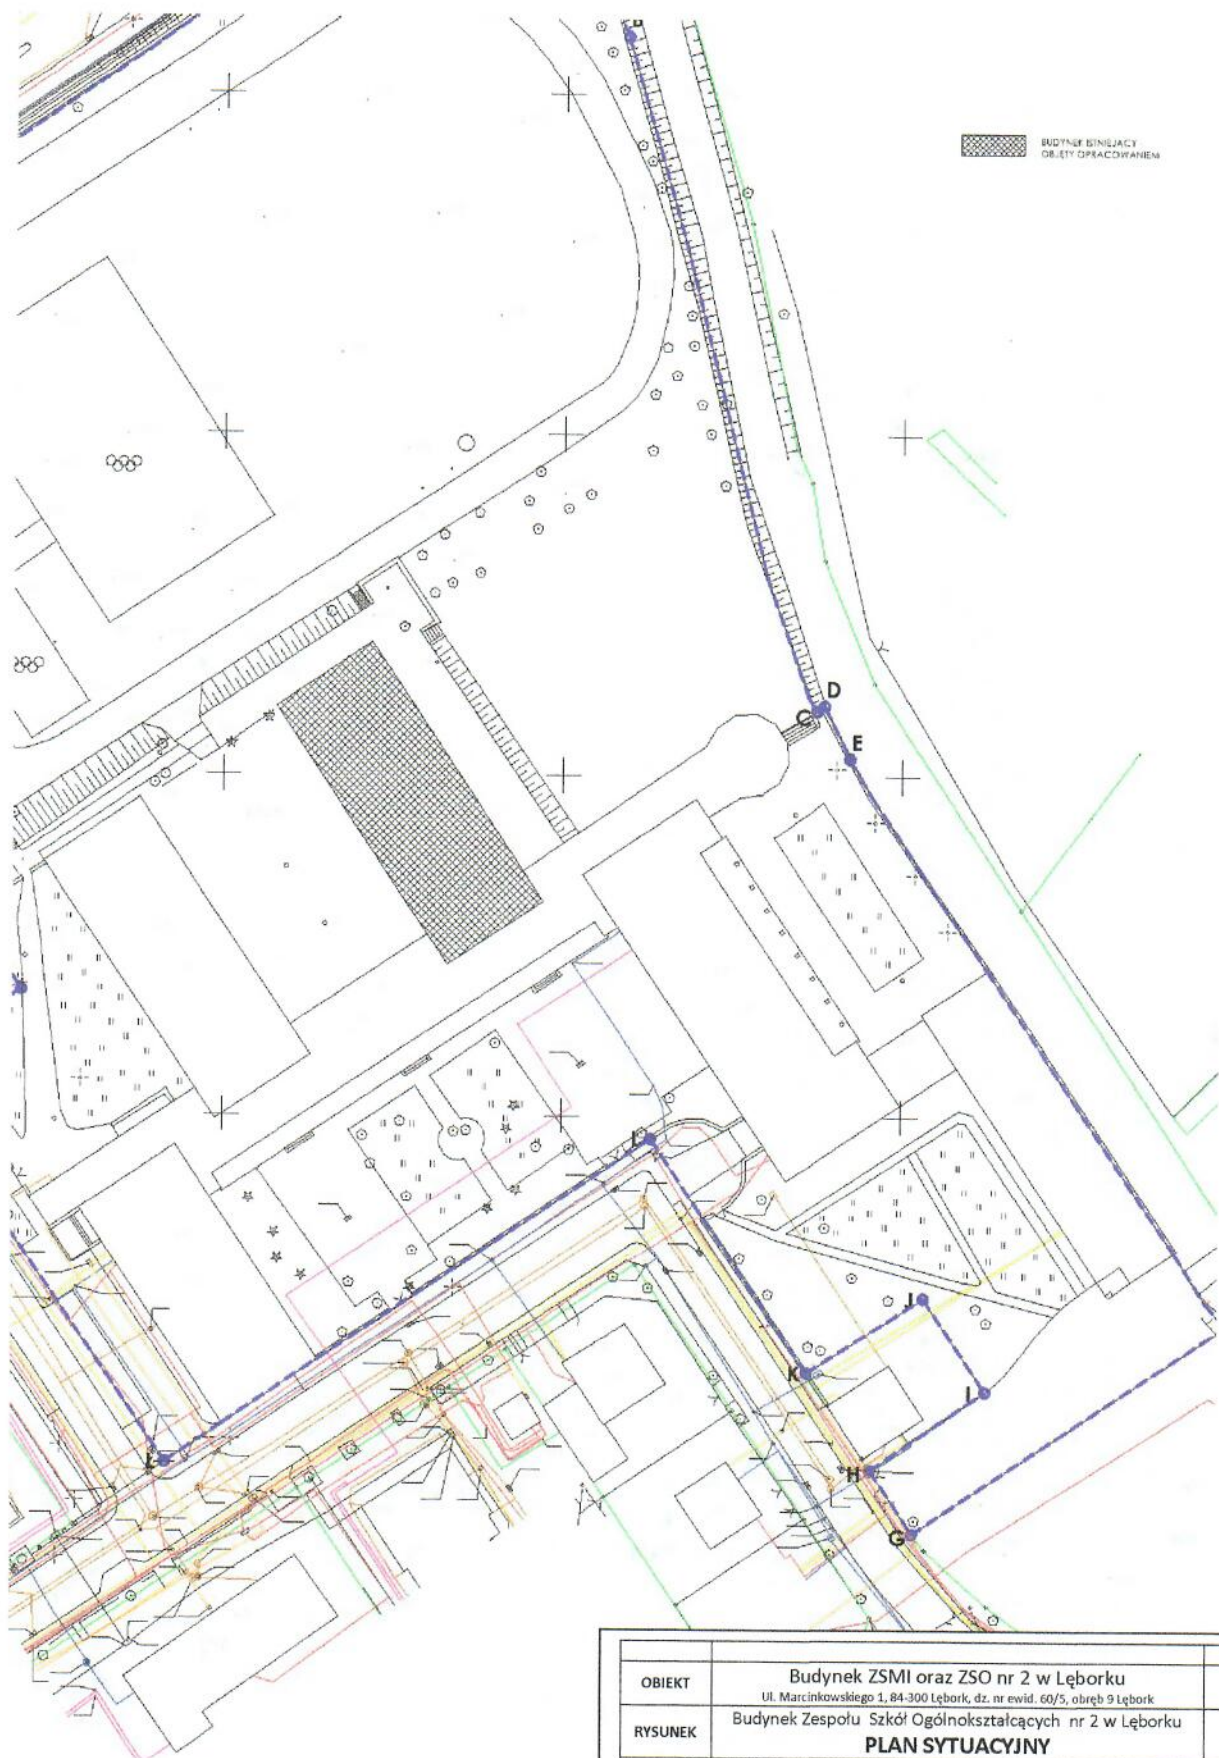 B
BUDYNEK ISTNIEJĄCY
OBJĘTY OPRACOWANIEM
D
C
E
L'
J
K
I
H
G
L
OBIEKT
Budynek ZSMI oraz ZSO nr 2 w Lęborku
Ul. Marcinkowskiego 1, 84-300 Lębork, dz. nr ewid. 60/5, obręb 9 Lębork
RYSUNEK
Budynek Zespołu Szkół Ogólnokształcących nr 2 w Lęborku
PLAN SYTUACYJNY